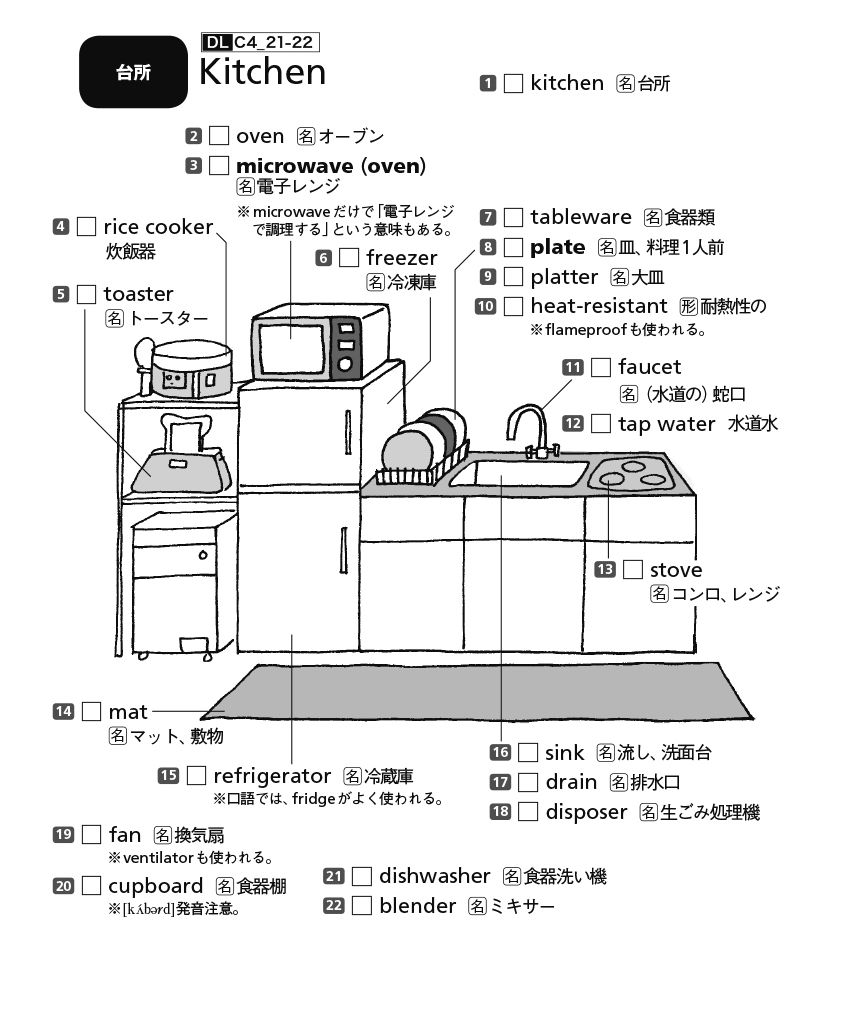 台所
DL C4_21-22
Kitchen
1 kitchen 名 台所
2 oven 名 オーブン
3 microwave (oven)
名 電子レンジ
※microwaveだけで「電子レンジ
で調理する」という意味もある。
4 rice cooker
炊飯器
5 toaster
名 トースター
6 freezer
名 冷凍庫
7 tableware 名 食器類
8 plate 名 皿、料理1人前
9 platter 名 大皿
10 heat-resistant 形 耐熱性の
※flameproofも使われる。
11 faucet
名 (水道の)蛇口
12 tap water 水道水
13 stove
名 コンロ、レンジ
14 mat
名 マット、敷物
15 refrigerator 名 冷蔵庫
※口語では、fridgeがよく使われる。
16 sink 名 流し、洗面台
17 drain 名 排水口
18 disposer 名 生ごみ処理機
19 fan 名 換気扇
※ventilatorも使われる。
20 cupboard 名 食器棚
※[kʌ́bərd]発音注意。
21 dishwasher 名 食器洗い機
22 blender 名 ミキサー